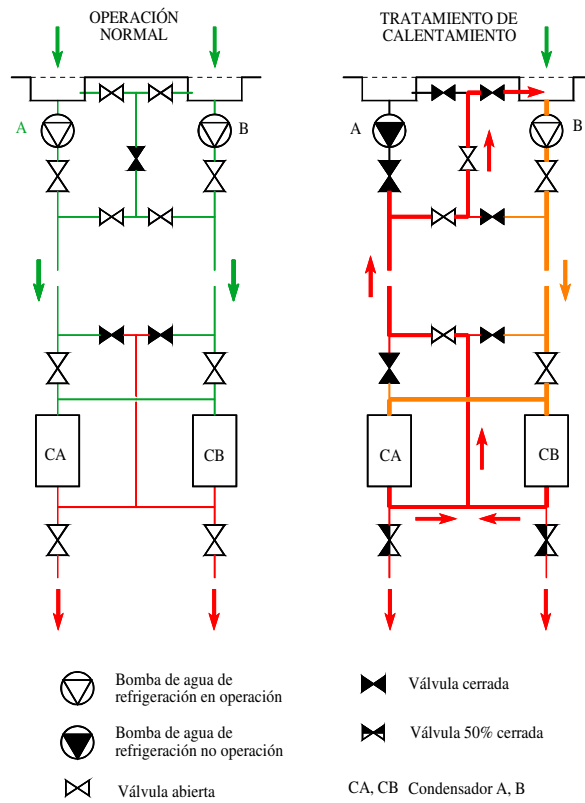 OPERACIÓN
NORMAL
TRATAMIENTO DE
CALENTAMIENTO
A
B
A
B
CA
CB
CA
CB
Bomba de agua de
refrigeración en operación
Bomba de agua de
refrigeración no operación
Válvula abierta
Válvula cerrada
Válvula 50% cerrada
CA, CB Condensador A, B